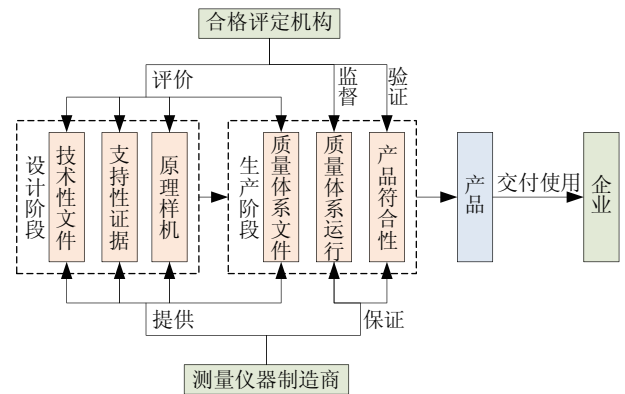 合格评定机构
评价
监督
验证
设计阶段
技术性文件
支持性证据
原理样机
生产阶段
质量体系文件
质量体系运行
产品符合性
产品
交付使用
企业
提供
保证
测量仪器制造商